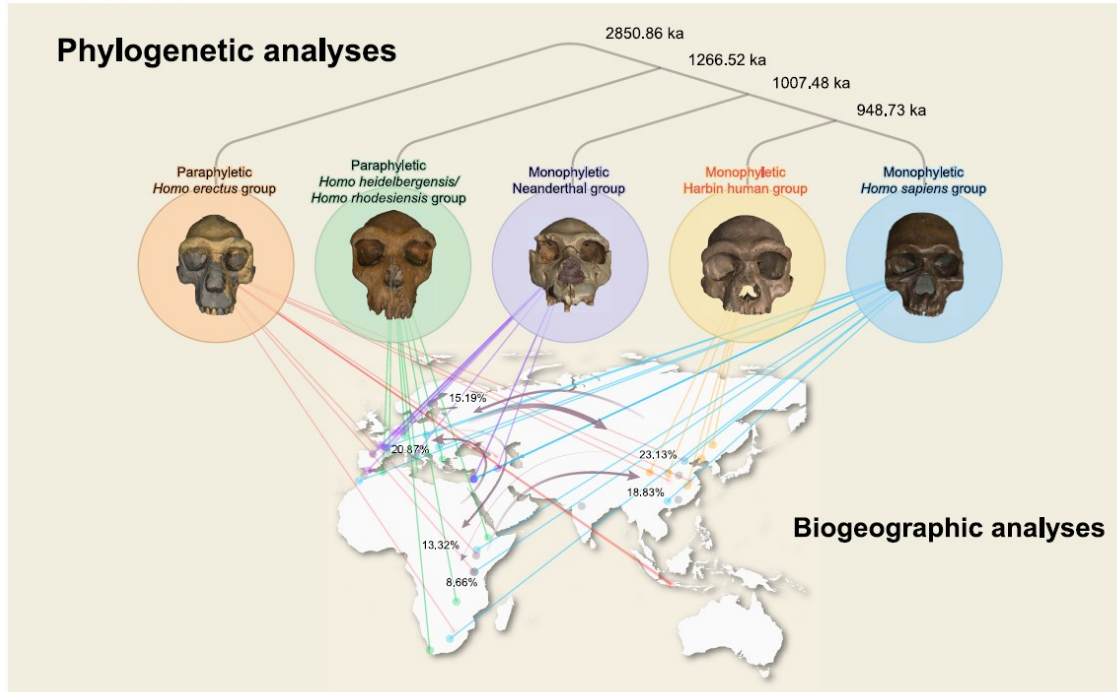 Phylogenetic analyses
2850.86 ka
1266.52 ka
1007.48 ka
948.73 ka
Paraphyletic
Homo erectus group
Paraphyletic
Homo heidelbergensis/
Homo rhodesiensis group
Monophyletic
Neanderthal group
Monophyletic
Harbin human group
Monophyletic
Homo sapiens group
15.19%
20.87%
23.13%
18.83%
13.32%
8.66%
Biogeographic analyses